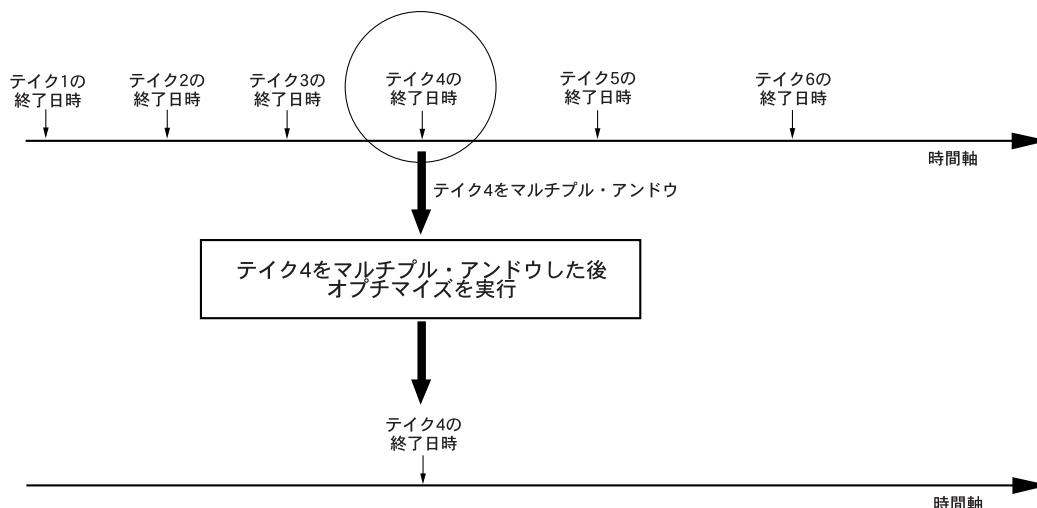 テイク1の
終了日時
テイク2の
終了日時
テイク3の
終了日時
テイク4の
終了日時
テイク5の
終了日時
テイク6の
終了日時
時間軸
テイク4をマルチプル・アンドウ
テイク4をマルチプル・アンドウした後
オプチマイズを実行
テイク4の
終了日時
時間軸